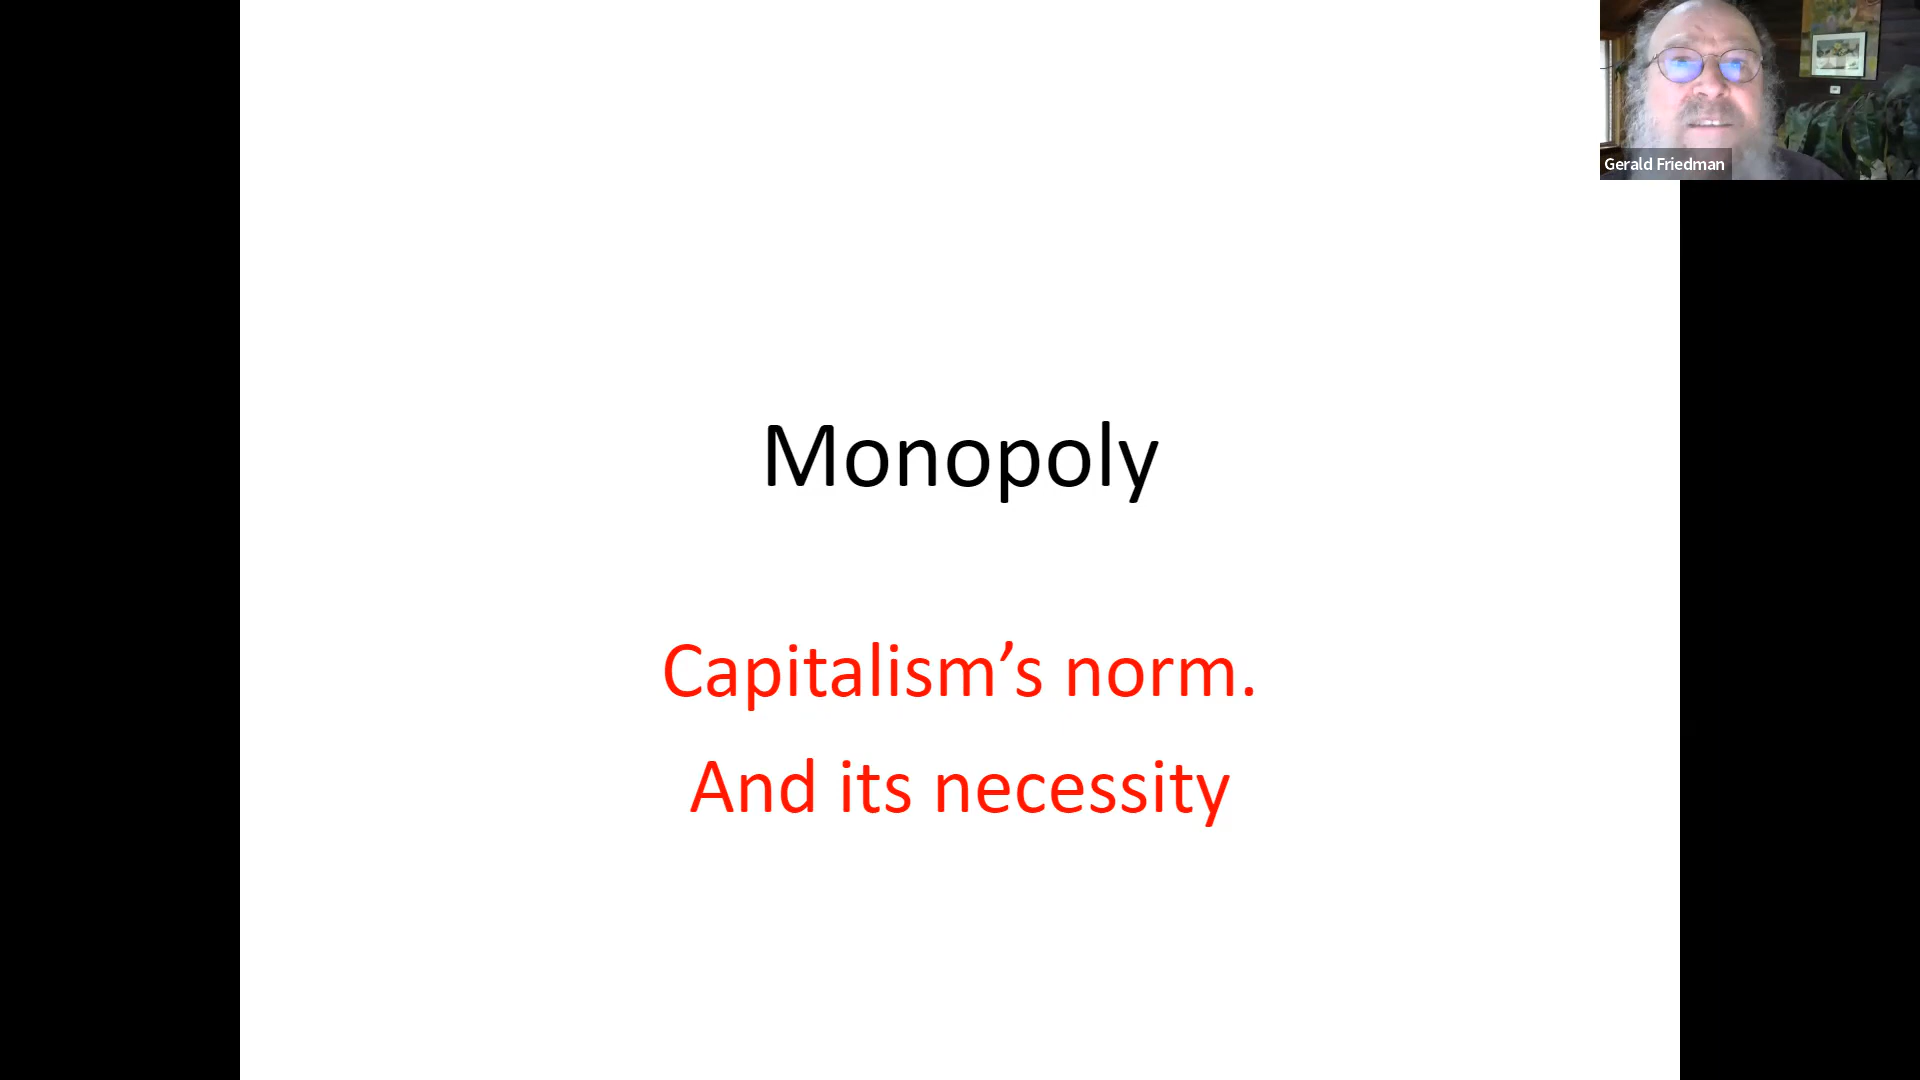 Gerald Friedman
Monopoly
Capitalism’s norm.
And its necessity